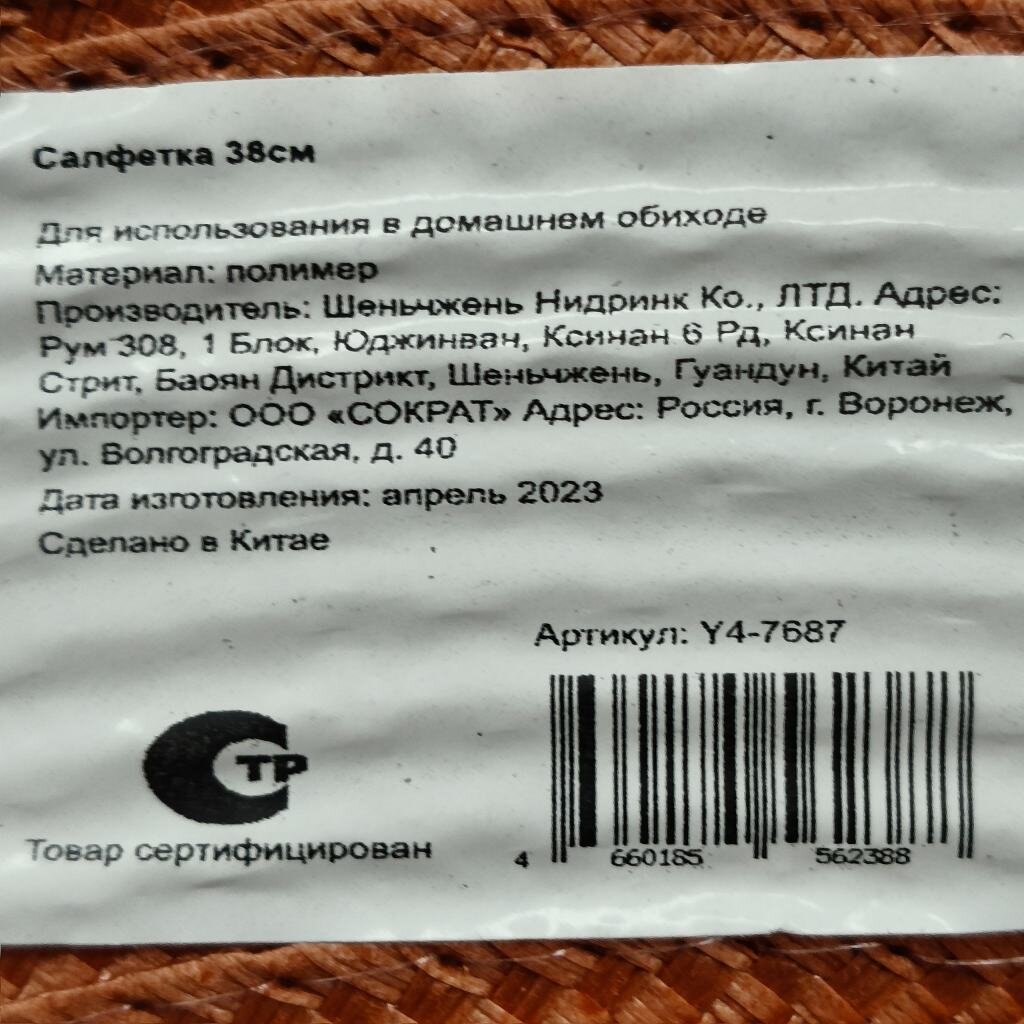 Салфетка 38см
Для использования в домашнем обиходе
Материал: полимер
Производитель: Шеньчжень Нидринк Ко., ЛТД. Адрес:
Рум 308, 1 Блок, Юджинван, Ксинан 6 Рд, Ксинан
Стрит, Баоян Дистрикт, Шеньчжень, Гуандун, Китай
Импортер: ООО «СОКРАТ» Адрес: Россия, г. Воронеж,
ул. Волгоградская, д. 40
Дата изготовления: апрель 2023
Сделано в Китае
Артикул: Y4-7687
СТР
Товар сертифицирован
4 660185 562388